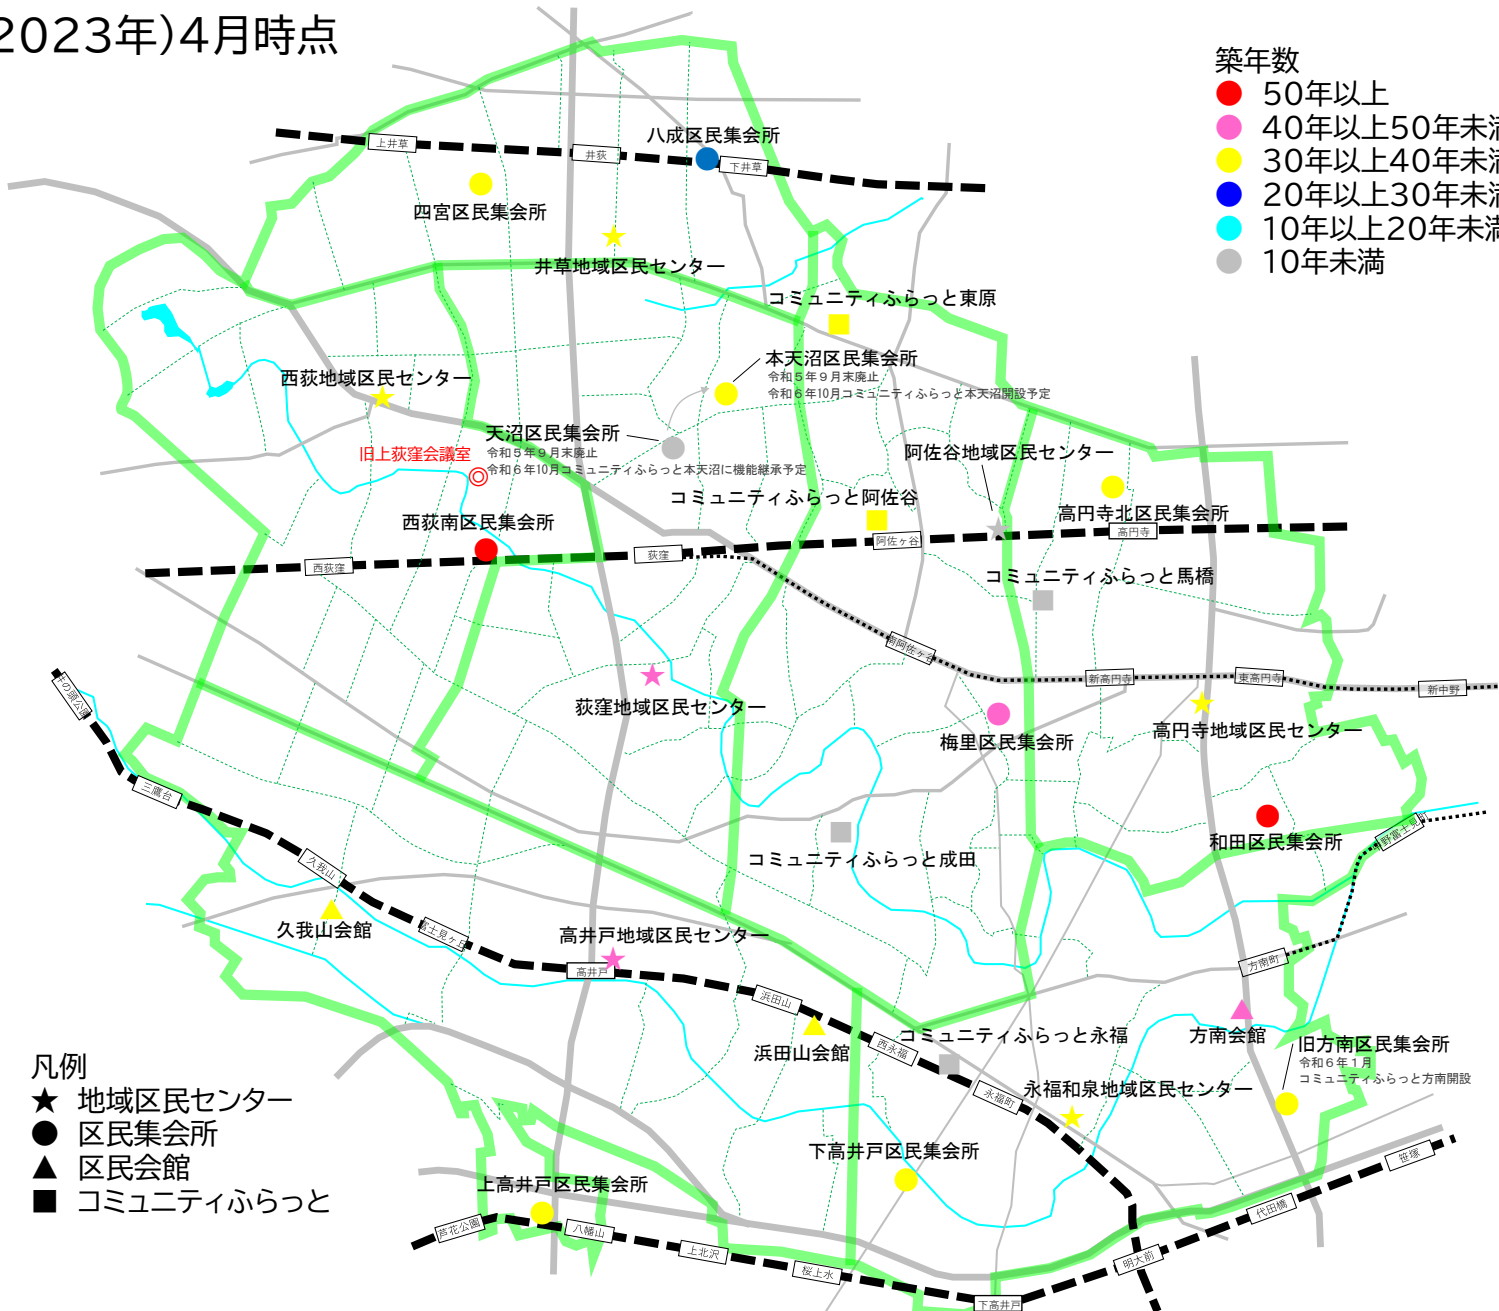 2023年)4月時点
築年数
50年以上
40年以上50年未満
30年以上40年未満
20年以上30年未満
10年以上20年未満
10年未満
八成区民集会所
上井草
井荻
下井草
四宮区民集会所
井草地域区民センター
コミュニティふらっと東原
本天沼区民集会所
令和5年9月末廃止
令和6年10月コミュニティふらっと本天沼開設予定
西荻地域区民センター
天沼区民集会所
令和5年9月末廃止
令和6年10月コミュニティふらっと本天沼に機能継承予定
旧上荻窪会議室
阿佐谷地域区民センター
コミュニティふらっと阿佐谷
高円寺北区民集会所
西荻南区民集会所
高円寺
阿佐ヶ谷
荻窪
西荻窪
コミュニティふらっと馬橋
南阿佐ヶ谷
新高円寺
東高円寺
新中野
井の頭公園
荻窪地域区民センター
梅里区民集会所
高円寺地域区民センター
三鷹台
和田区民集会所
野富士見町
コミュニティふらっと成田
久我山
久我山会館
富士見ヶ丘
高井戸地域区民センター
高井戸
方南町
浜田山
浜田山会館
西永福
コミュニティふらっと永福
方南会館
旧方南区民集会所
令和6年1月
コミュニティふらっと方南開設
永福町
永福和泉地域区民センター
下高井戸区民集会所
笹塚
上高井戸区民集会所
代田橋
芦花公園
八幡山
上北沢
桜上水
明大前
下高井戸
凡例
地域区民センター
区民集会所
区民会館
コミュニティふらっと